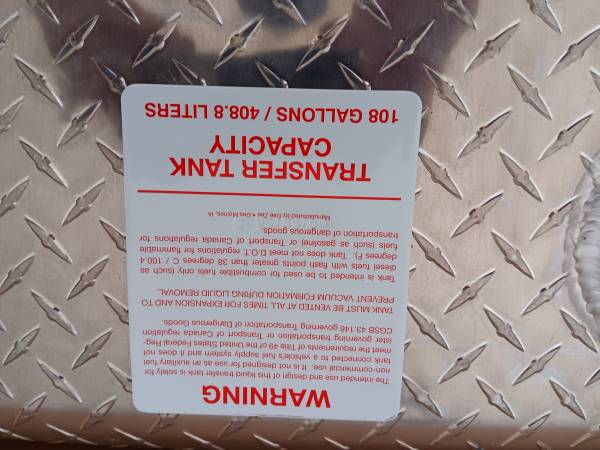 WARNING
The intended use and design of this liquid transfer tank is solely for
non-commercial use. It is not designed for use as an auxiliary fuel
tank connected to a vehicle's fuel supply system and it does not
meet the requirements of Title 49 of the United States Federal Reg-
ister governing transportation or Transport of Canada regulation
CGSB 43.146 governing Transportation of Dangerous Goods.
TANK MUST BE VENTED AT ALL TIMES FOR EXPANSION AND TO
PREVENT VACUUM FORMATION DURING LIQUID REMOVAL.
Tank is intended to be used for combustible fuels only (such as
diesel fuels with flash points greater than 38 degrees C / 100.4
degrees F). Tank does not meet D.O.T. regulations for flammable
fuels (such as gasoline) or Transport of Canada regulations for
transportation of dangerous goods.
Manufactured by Dee Zee • Des Moines, IA
TRANSFER TANK
CAPACITY
108 GALLONS / 408.8 LITERS